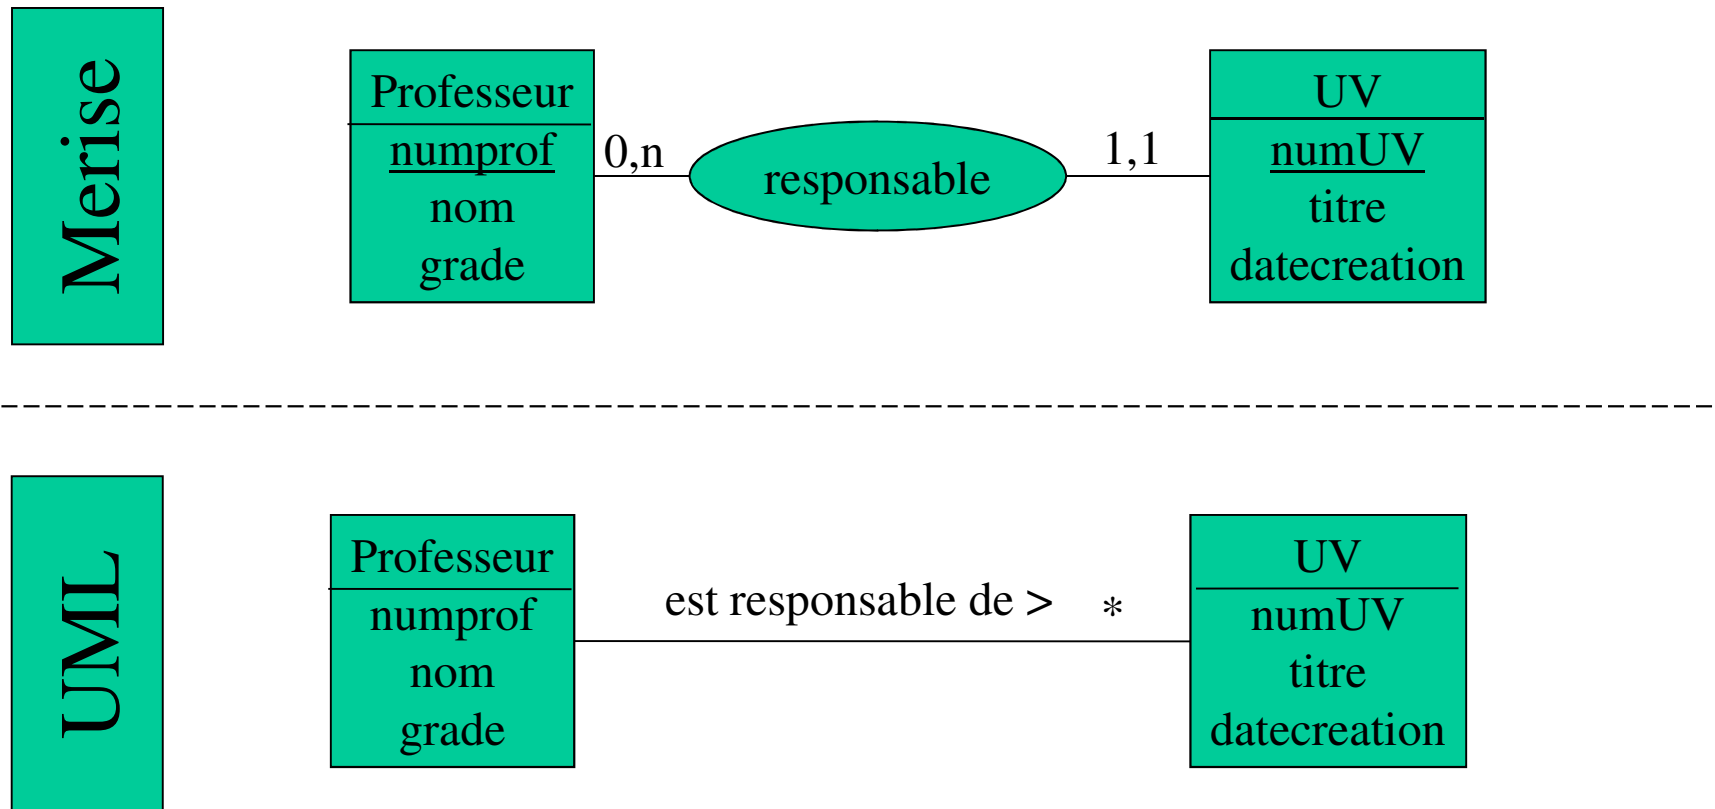 Merise
Professeur
numprof
nom
grade
0,n
responsable
1,1
UV
numUV
titre
datecreation
UML
Professeur
numprof
nom
grade
est responsable de > *
UV
numUV
titre
datecreation